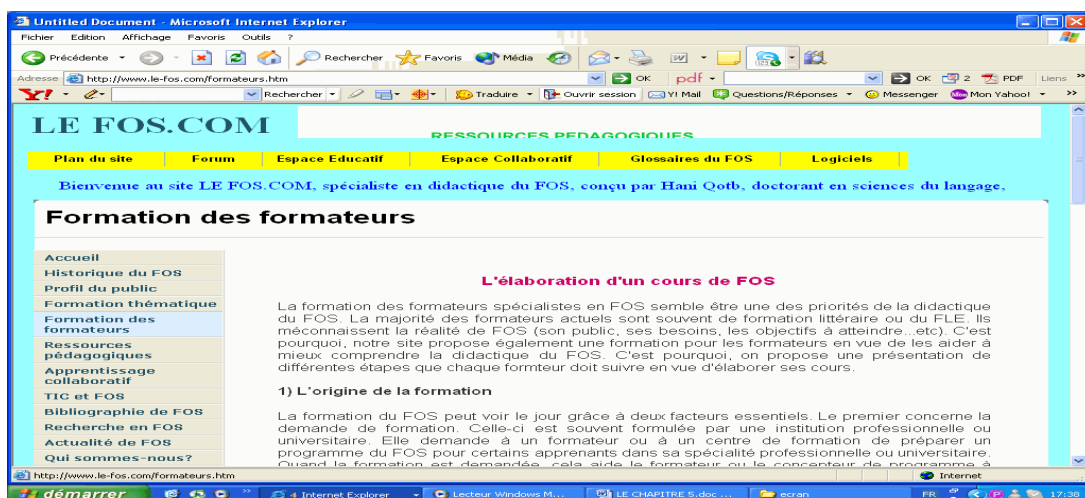 Untitled Document - Microsoft Internet Explorer
Fichier Edition Affichage Favoris Outils ?
Précédente Rechercher Favoris Média
Adresse http://www.le-fos.com/formateurs.htm OK pdf OK 2 PDF Liens »
Y! Rechercher Traduire Ouvrir session Y! Mail Questions/Réponses Messenger Mon Yahoo! »
LE FOS.COM
RESSOURCES PEDAGOGIQUES
Plan du site Forum Espace Educatif Espace Collaboratif Glossaires du FOS Logiciels
Bienvenue au site LE FOS.COM, spécialiste en didactique du FOS, conçu par Hani Qotb, doctorant en sciences du langage,
Formation des formateurs
Accueil
Historique du FOS
Profil du public
Formation thématique
Formation des
formateurs
Ressources
pédagogiques
Apprentissage
collaboratif
TIC et FOS
Bibliographie de FOS
Recherche en FOS
Actualité de FOS
Qui sommes-nous?
L'élaboration d'un cours de FOS
La formation des formateurs spécialistes en FOS semble être une des priorités de la didactique
du FOS. La majorité des formateurs actuels sont souvent de formation littéraire ou du FLE. Ils
méconnaissent la réalité de FOS (son public, ses besoins, les objectifs à atteindre...etc). C'est
pourquoi, notre site propose également une formation pour les formateurs en vue de les aider à
mieux comprendre la didactique du FOS. C'est pourquoi, on propose une présentation de
différentes étapes que chaque formteur doit suivre en vue d'élaborer ses cours.
1) L'origine de la formation
La formation du FOS peut voir le jour grâce à deux facteurs essentiels. Le premier concerne la
demande de formation. Celle-ci est souvent formulée par une institution professionnelle ou
universitaire. Elle demande à un formateur ou à un centre de formation de préparer un
programme du FOS pour certains apprenants dans sa spécialité professionnelle ou universitaire.
Quand la formation est demandée, cela aide le formateur ou le concepteur de programme à
http://www.le-fos.com/formateurs.htm Internet
démarrer » 4 Internet Explorer Lecteur Windows M... LE CHAPITRE 5.doc ... ecran FR 17:38